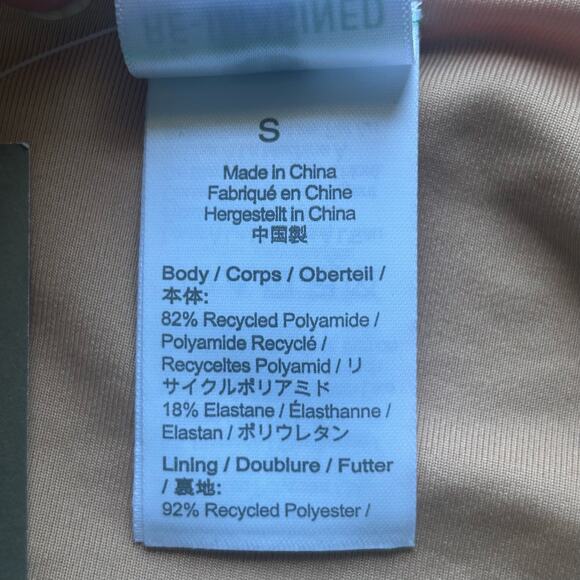 RE-IMAGINED
S
Made in China
Fabriqué en Chine
Hergestellt in China
中国製
Body / Corps / Oberteil /
本体:
82% Recycled Polyamide /
Polyamide Recyclé /
Recyceltes Polyamid / リ
サイクルポリアミド
18% Elastane / Élasthanne /
Elastan / ポリウレタン
Lining / Doublure / Futter
/ 裏地:
92% Recycled Polyester /